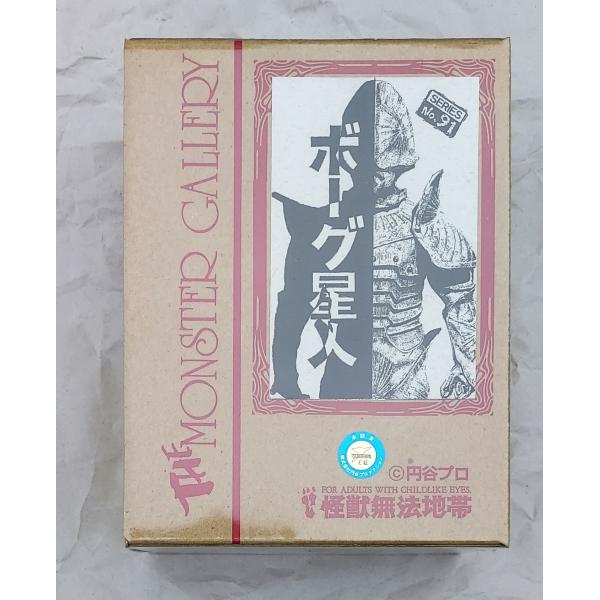 THE MONSTER GALLERY
SERIES
No.91
ボーグ星人
©円谷プロ
FOR ADULTS WITH CHILDLIKE EYES.
怪獣無法地帯